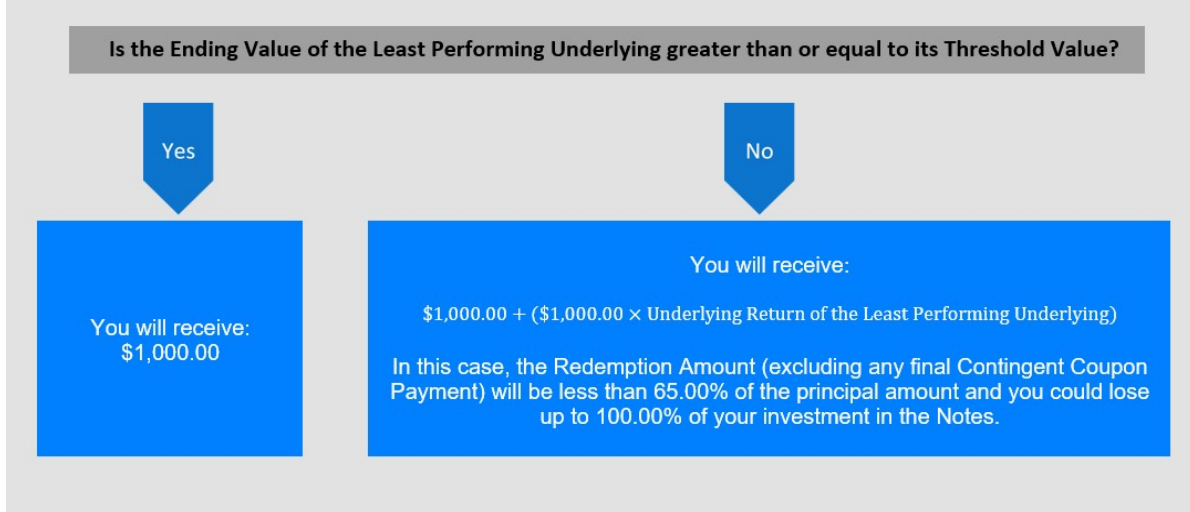 Is the Ending Value of the Least Performing Underlying greater than or equal to its Threshold Value?
Yes
No
You will receive:
$1,000.00
You will receive:
$1,000.00 + ($1,000.00 × Underlying Return of the Least Performing Underlying)
In this case, the Redemption Amount (excluding any final Contingent Coupon
Payment) will be less than 65.00% of the principal amount and you could lose
up to 100.00% of your investment in the Notes.